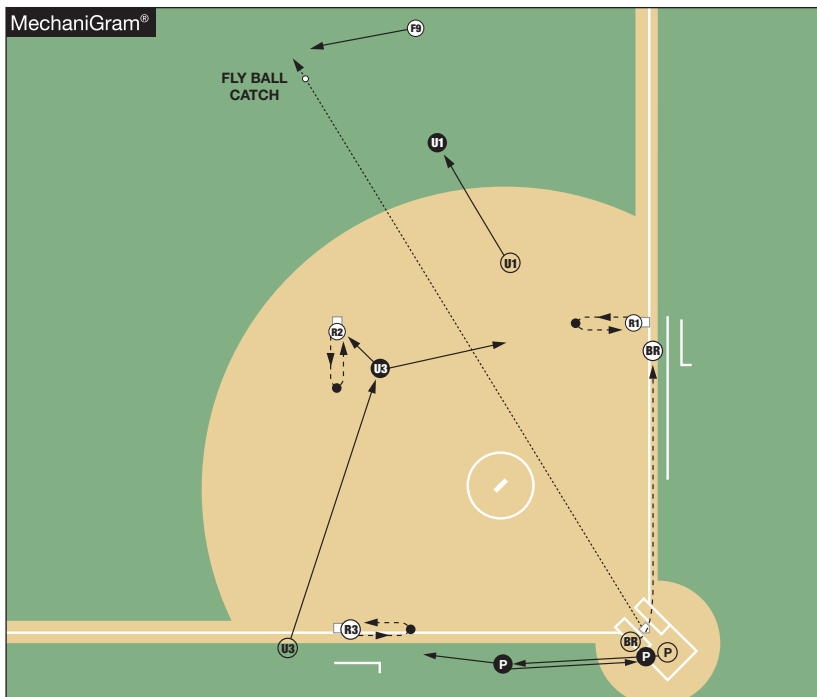 MechaniGram®
F9
FLY BALL
CATCH
U1
U1
R2
R1
BR
U3
R3
U3
BR
P
P
P